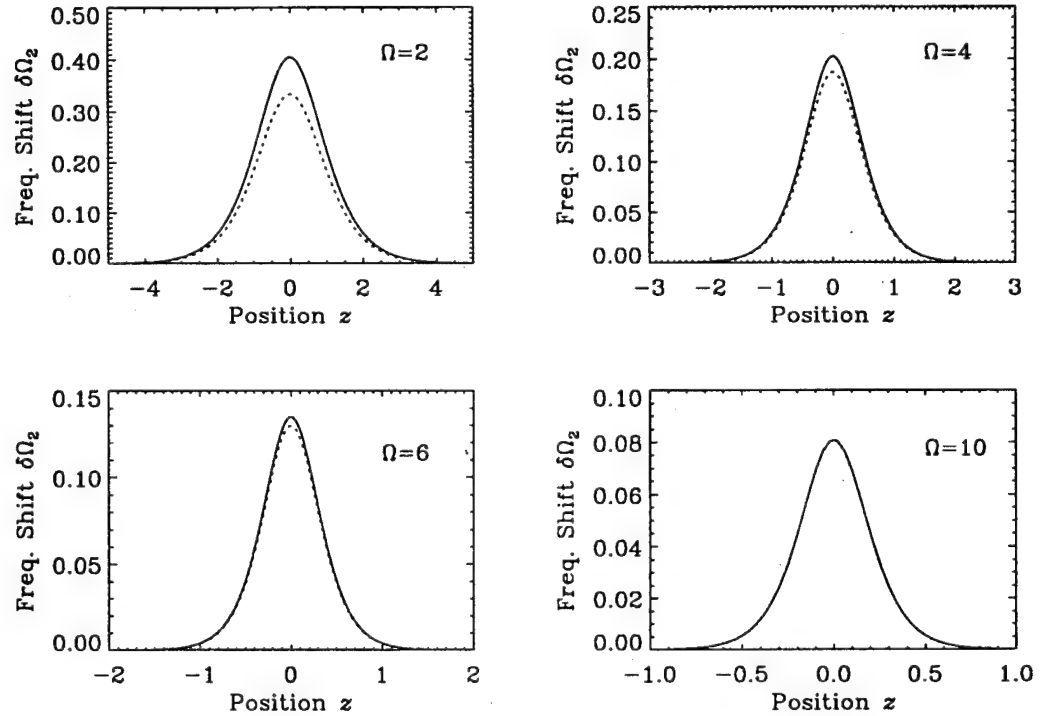 Freq. Shift δΩ₂
0.50
0.40
0.30
0.20
0.10
0.00
Ω=2
−4 −2 0 2 4
Position z
Freq. Shift δΩ₂
0.25
0.20
0.15
0.10
0.05
0.00
Ω=4
−3 −2 −1 0 1 2 3
Position z
Freq. Shift δΩ₂
0.15
0.10
0.05
0.00
Ω=6
−2 −1 0 1 2
Position z
Freq. Shift δΩ₂
0.10
0.08
0.06
0.04
0.02
0.00
Ω=10
−1.0 −0.5 0.0 0.5 1.0
Position z